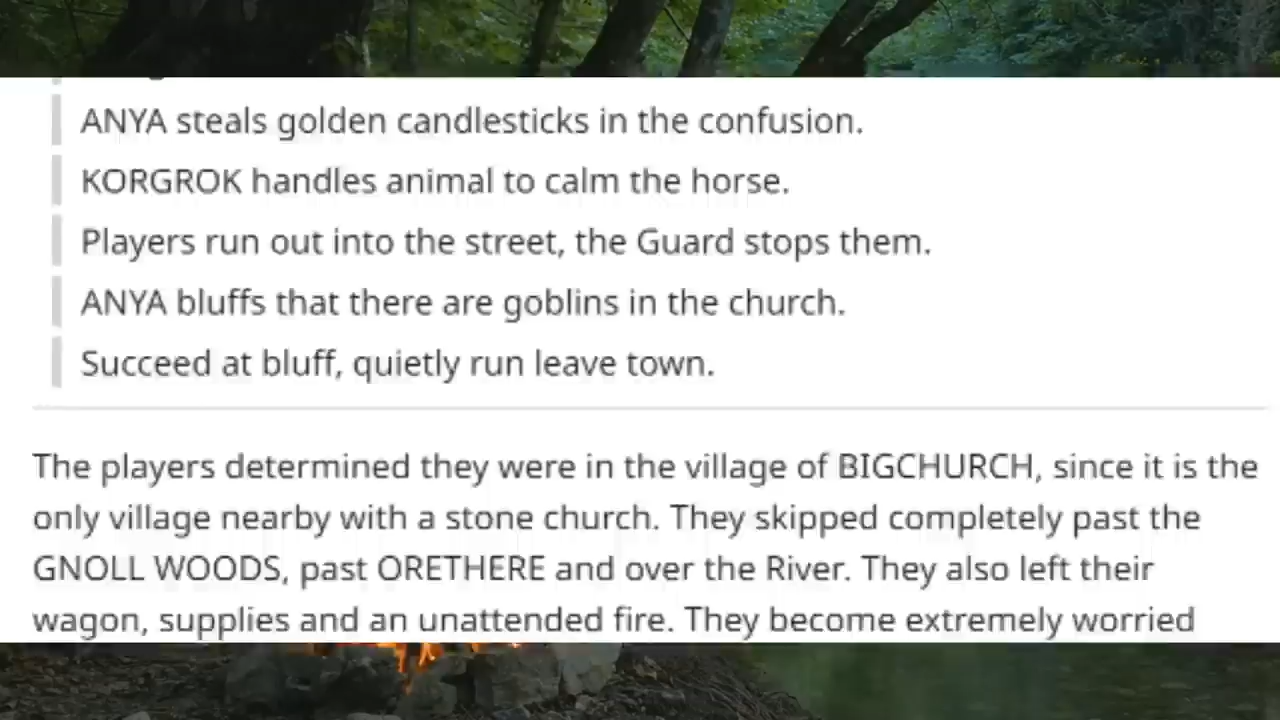 ANYA steals golden candlesticks in the confusion.
KORGROK handles animal to calm the horse.
Players run out into the street, the Guard stops them.
ANYA bluffs that there are goblins in the church.
Succeed at bluff, quietly run leave town.
The players determined they were in the village of BIGCHURCH, since it is the
only village nearby with a stone church. They skipped completely past the
GNOLL WOODS, past ORETHERE and over the River. They also left their
wagon, supplies and an unattended fire. They become extremely worried